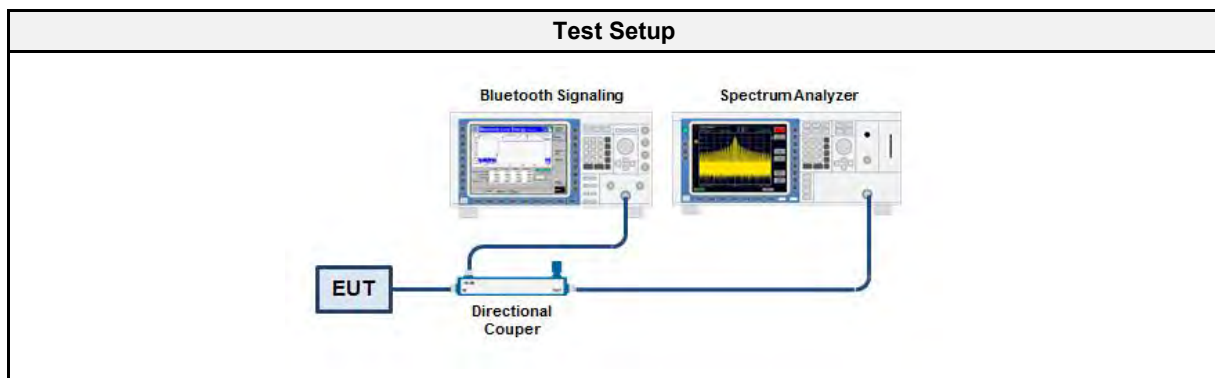 Test Setup
Bluetooth Signaling
Spectrum Analyzer
EUT
Directional
Couper